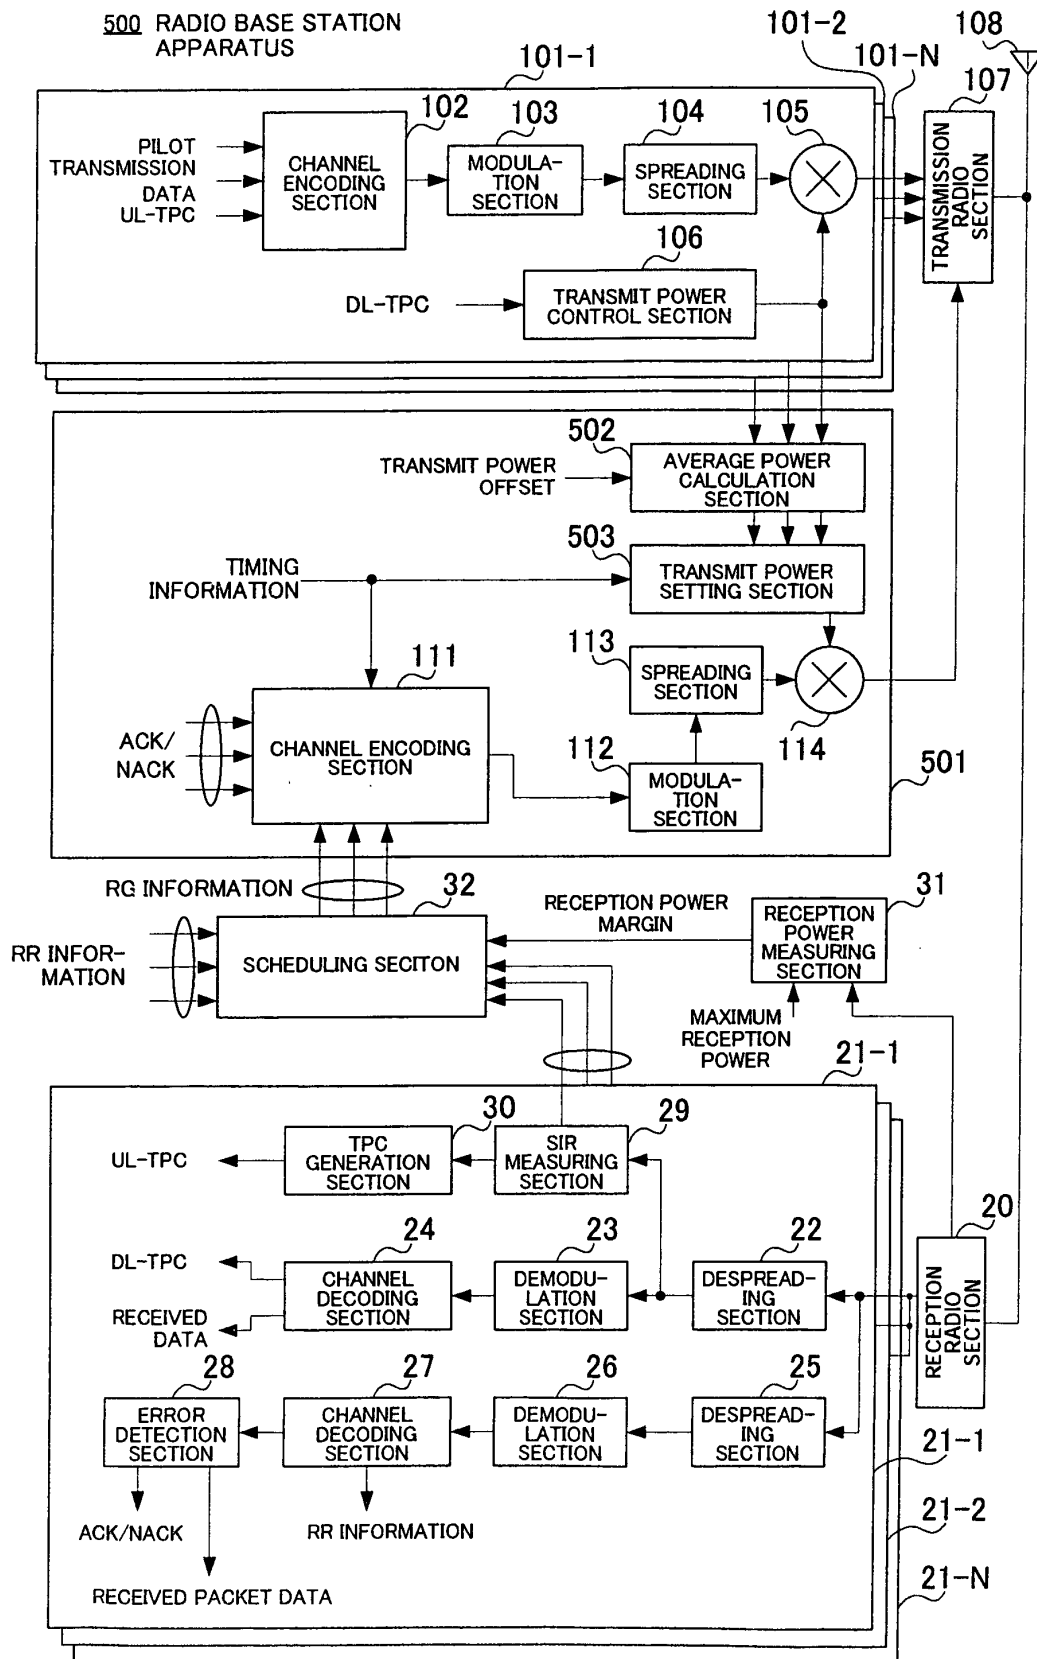 500 RADIO BASE STATION
APPARATUS
101-1
101-2
101-N
108
107
102
103
104
105
PILOT
TRANSMISSION
DATA
UL-TPC
CHANNEL
ENCODING
SECTION
MODULA-
TION
SECTION
SPREADING
SECTION
TRANSMISSION
RADIO
SECTION
106
DL-TPC
TRANSMIT POWER
CONTROL SECTION
502
TRANSMIT POWER
OFFSET
AVERAGE POWER
CALCULATION
SECTION
503
TIMING
INFORMATION
TRANSMIT POWER
SETTING SECTION
113
111
SPREADING
SECTION
114
ACK/
NACK
CHANNEL ENCODING
SECTION
112
MODULA-
TION
SECTION
501
RG INFORMATION
32
RECEPTION POWER
MARGIN
31
RECEPTION
POWER
MEASURING
SECTION
RR INFOR-
MATION
SCHEDULING SECITON
MAXIMUM
RECEPTION
POWER
21-1
30
29
UL-TPC
TPC
GENERATION
SECTION
SIR
MEASURING
SECTION
20
24
23
22
DL-TPC
RECEIVED
DATA
CHANNEL
DECODING
SECTION
DEMODU-
LATION
SECTION
DESPREAD-
ING
SECTION
RECEPTION
RADIO
SECTION
28
27
26
25
ERROR
DETECTION
SECTION
CHANNEL
DECODING
SECTION
DEMODU-
LATION
SECTION
DESPREAD-
ING
SECTION
21-1
ACK/NACK
RR INFORMATION
21-2
RECEIVED PACKET DATA
21-N